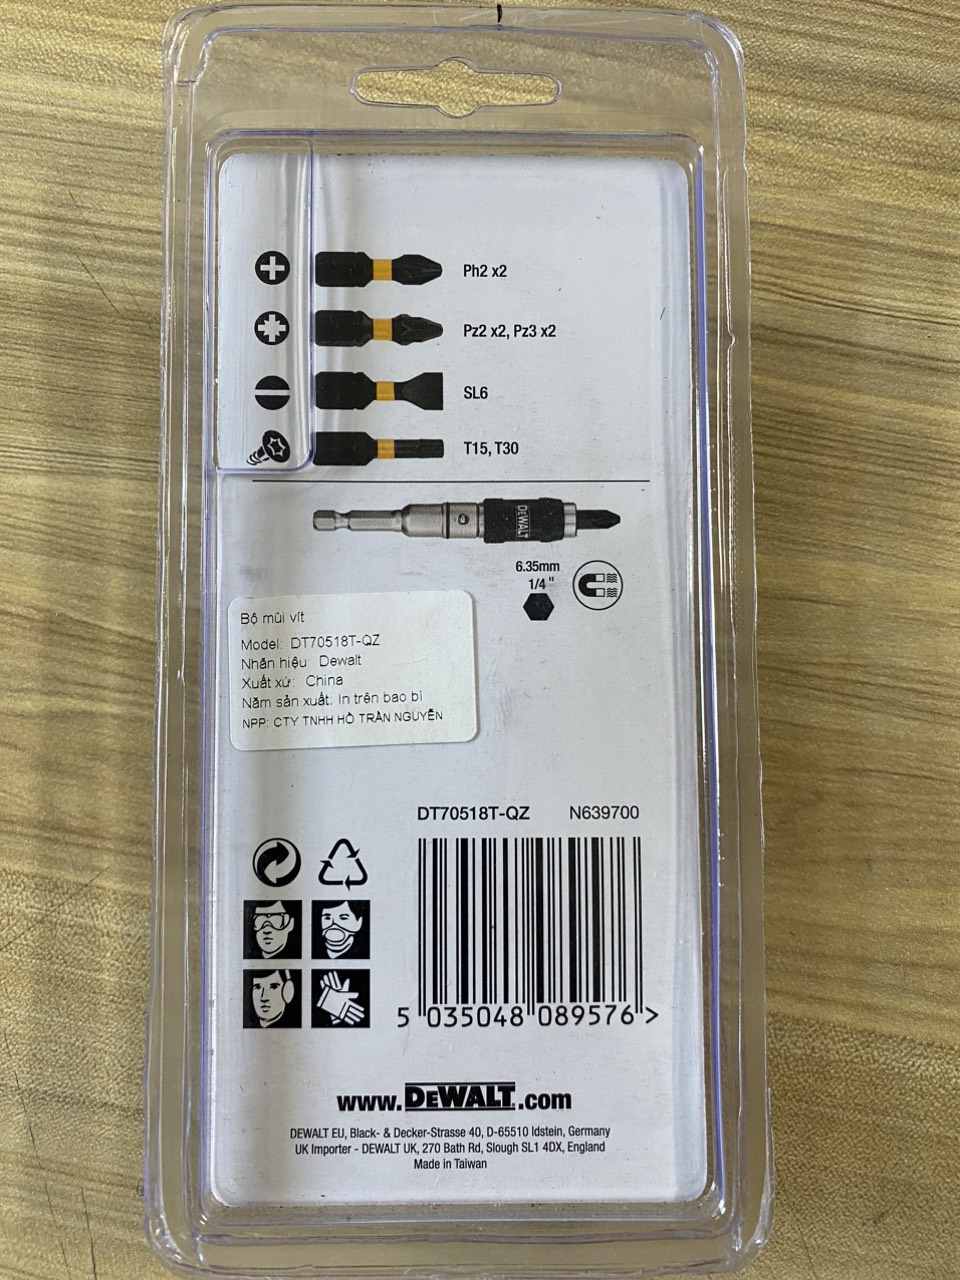 Ph2 x2
Pz2 x2, Pz3 x2
SL6
T15, T30
DEWALT
6.35mm
1/4"
Bộ mũi vít
Model: DT70518T-QZ
Nhãn hiệu: Dewalt
Xuất xứ: China
Năm sản xuất: In trên bao bì
NPP: CTY TNHH HỒ TRẦN NGUYỄN
DT70518T-QZ N639700
5 035048 089576 >
www.DEWALT.com
DEWALT EU, Black- & Decker-Strasse 40, D-65510 Idstein, Germany
UK Importer - DEWALT UK, 270 Bath Rd, Slough SL1 4DX, England
Made in Taiwan